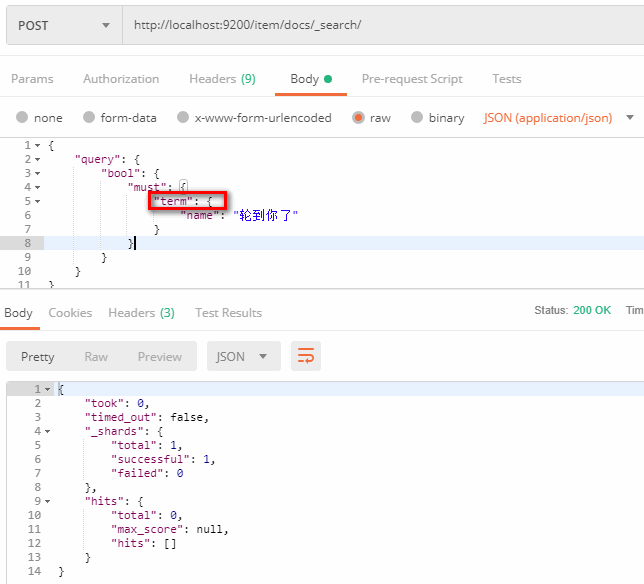 POST http://localhost:9200/item/docs/_search/
Params Authorization Headers (9) Body Pre-request Script Tests
none form-data x-www-form-urlencoded raw binary JSON (application/json)
1 {
2 "query": {
3 "bool": {
4 "must": {
5 "term": {
6 "name": "轮到你了"
7 }
8 }
9 }
10 }
11 }
Body Cookies Headers (3) Test Results Status: 200 OK Tim
Pretty Raw Preview JSON
1 {
2 "took": 0,
3 "timed_out": false,
4 "_shards": {
5 "total": 1,
6 "successful": 1,
7 "failed": 0
8 },
9 "hits": {
10 "total": 0,
11 "max_score": null,
12 "hits": []
13 }
14 }